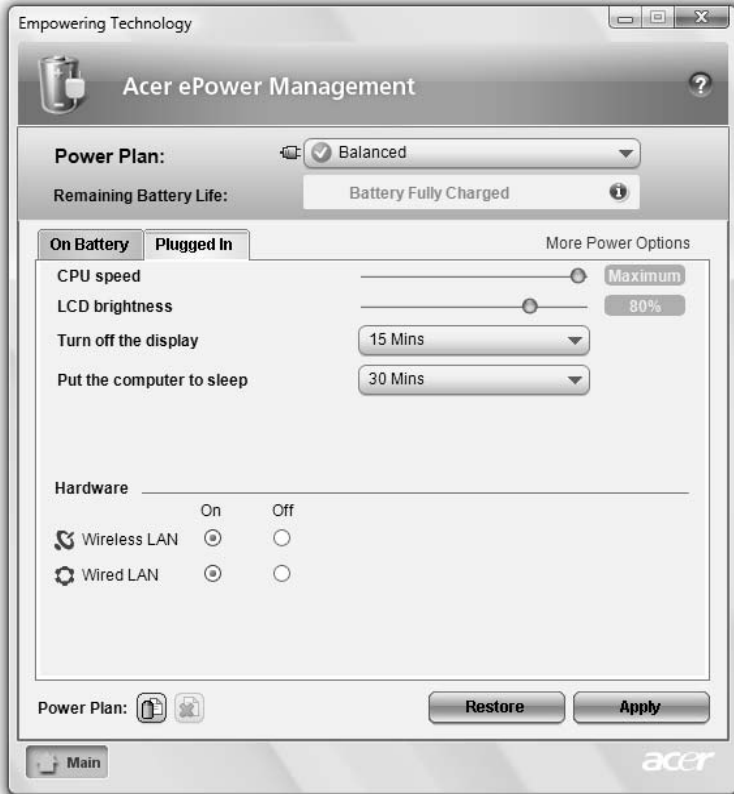 Empowering Technology
Acer ePower Management
?
Power Plan: Balanced
Remaining Battery Life: Battery Fully Charged
On Battery Plugged In More Power Options
CPU speed Maximum
LCD brightness 80%
Turn off the display 15 Mins
Put the computer to sleep 30 Mins
Hardware
On Off
Wireless LAN
Wired LAN
Power Plan: Restore Apply
Main acer